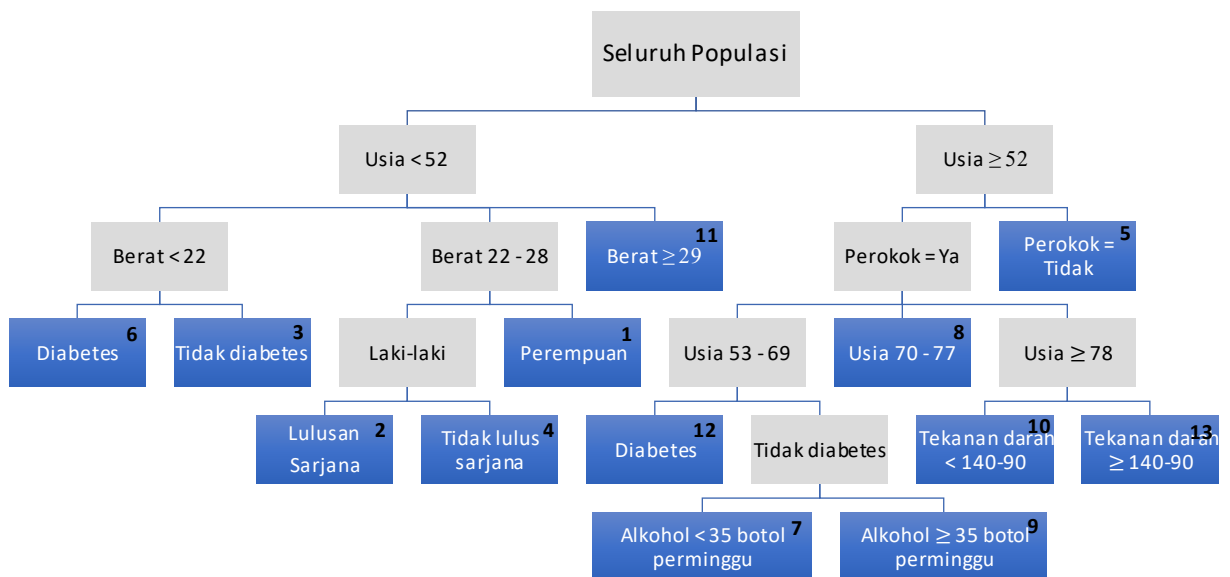 Seluruh Populasi
Usia < 52
Usia ≥ 52
Berat < 22
Berat 22 - 28
11
Berat ≥ 29
Perokok = Ya
5
Perokok =
Tidak
6
Diabetes
3
Tidak diabetes
Laki-laki
1
Perempuan
Usia 53 - 69
8
Usia 70 - 77
Usia ≥ 78
2
Lulusan
Sarjana
4
Tidak lulus
sarjana
12
Diabetes
Tidak diabetes
10
Tekanan darah
< 140-90
13
Tekanan darah
≥ 140-90
7
Alkohol < 35 botol
perminggu
9
Alkohol ≥ 35 botol
perminggu